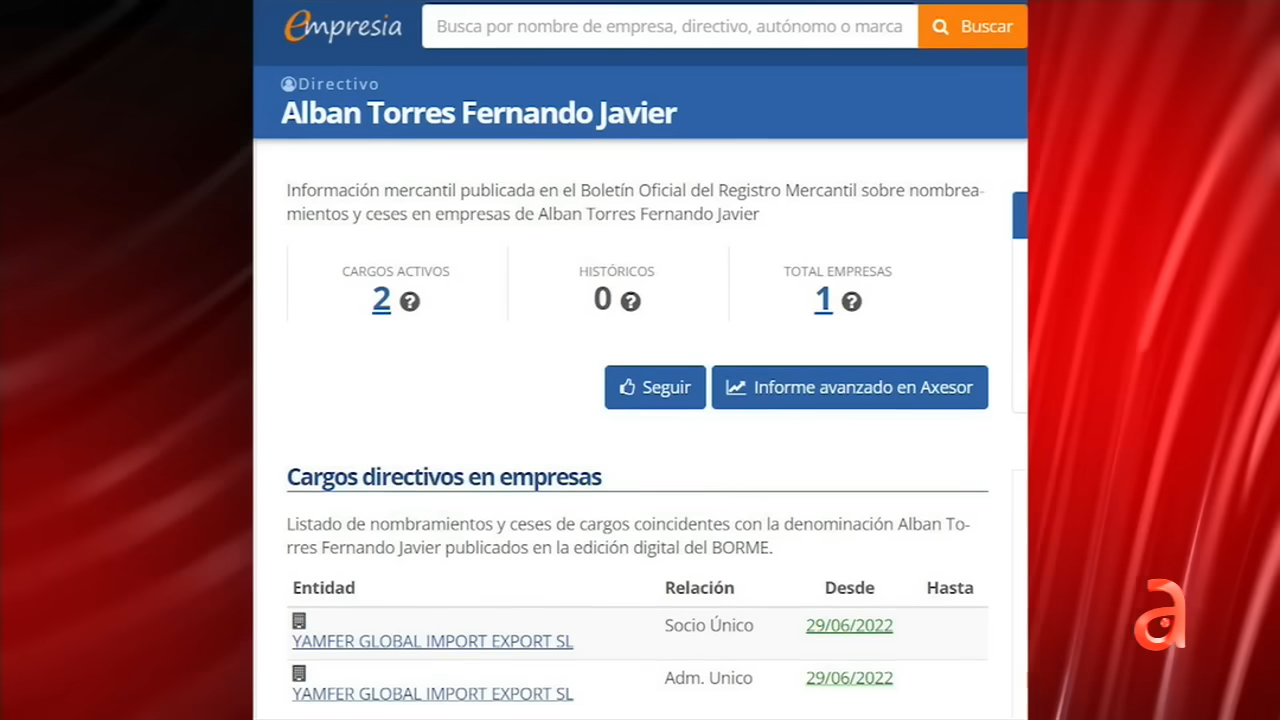 empresia
Busca por nombre de empresa, directivo, autónomo o marca
Buscar
Directivo
Alban Torres Fernando Javier
Información mercantil publicada en el Boletín Oficial del Registro Mercantil sobre nombrea-
mientos y ceses en empresas de Alban Torres Fernando Javier
CARGOS ACTIVOS HISTÓRICOS TOTAL EMPRESAS
2 ? 0 ? 1 ?
Seguir Informe avanzado en Axesor
Cargos directivos en empresas
Listado de nombramientos y ceses de cargos coincidentes con la denominación Alban To-
rres Fernando Javier publicados en la edición digital del BORME.
Entidad Relación Desde Hasta
YAMFER GLOBAL IMPORT EXPORT SL Socio Único 29/06/2022
YAMFER GLOBAL IMPORT EXPORT SL Adm. Unico 29/06/2022
a